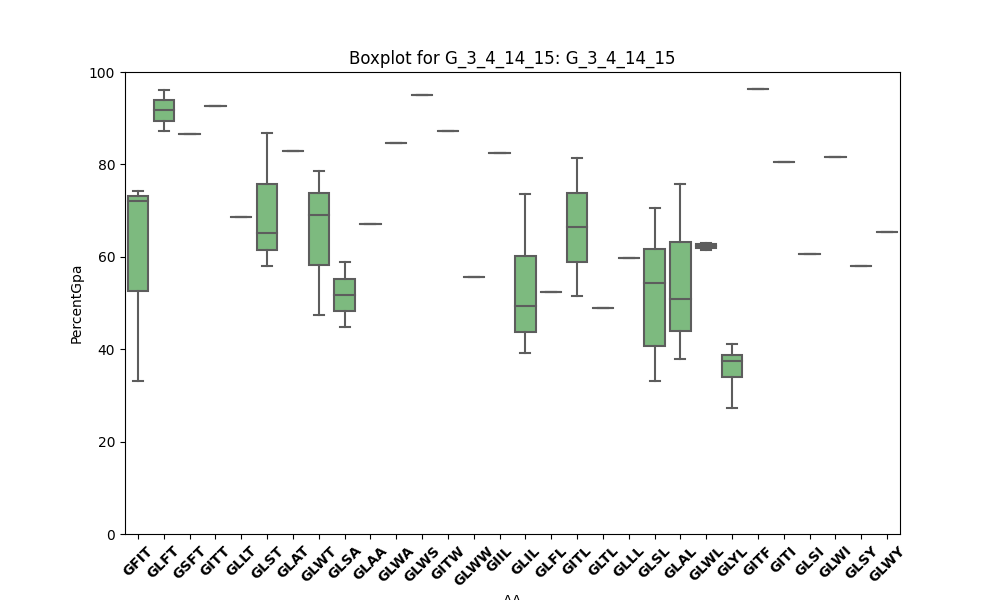 Boxplot for G_3_4_14_15: G_3_4_14_15
PercentGpa
100
80
60
40
20
0
GFIT GLFT GSFT GITT GLLT GLST GLAT GLWT GLSA GLAA GLWA GLWS GITW GLWW GIIL GLIL GLFL GITL GLTL GLLL GLSL GLAL GLWL GLYL GITF GITI GLSI GLWI GLSY GLWY
AA